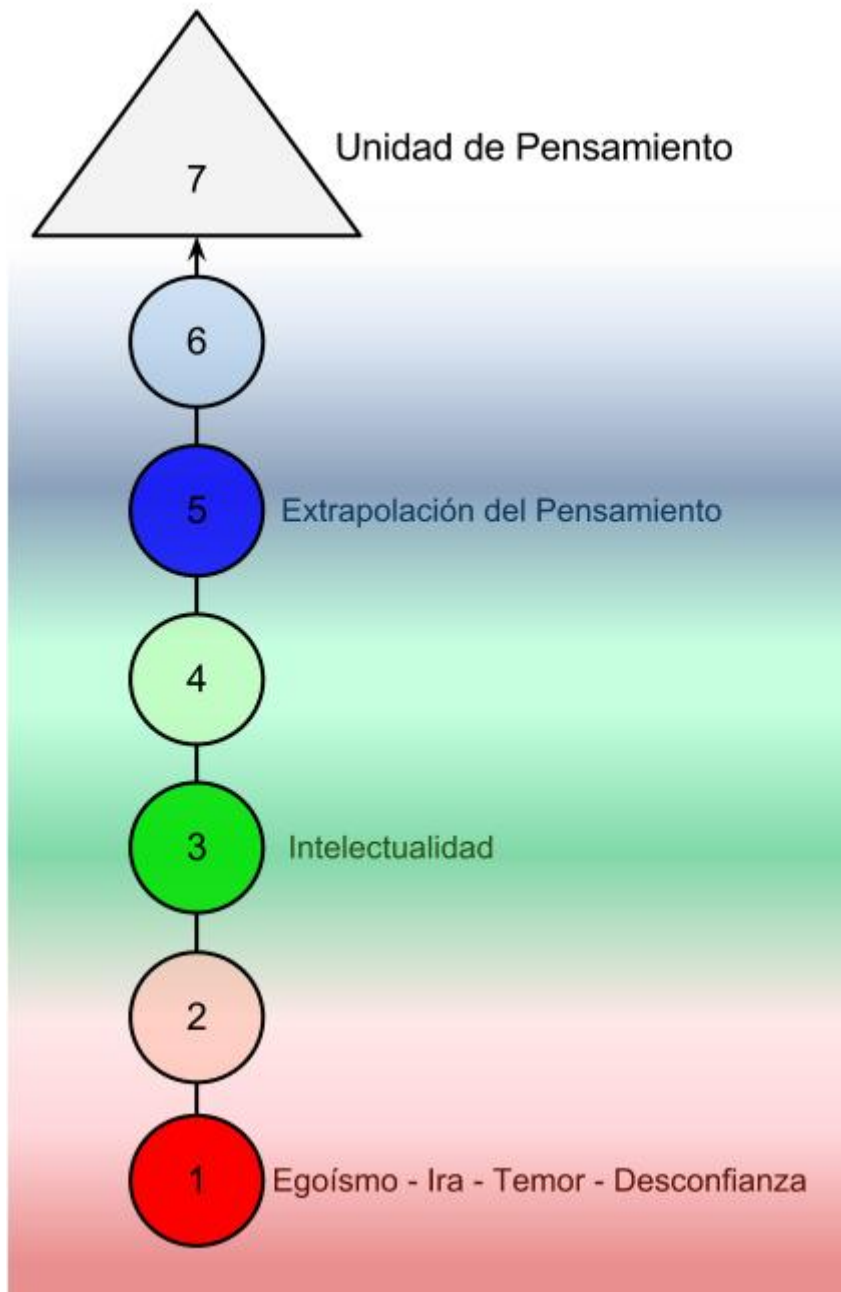 7
Unidad de Pensamiento
6
5 Extrapolación del Pensamiento
4
3 Intelectualidad
2
1 Egoísmo - Ira - Temor - Desconfianza